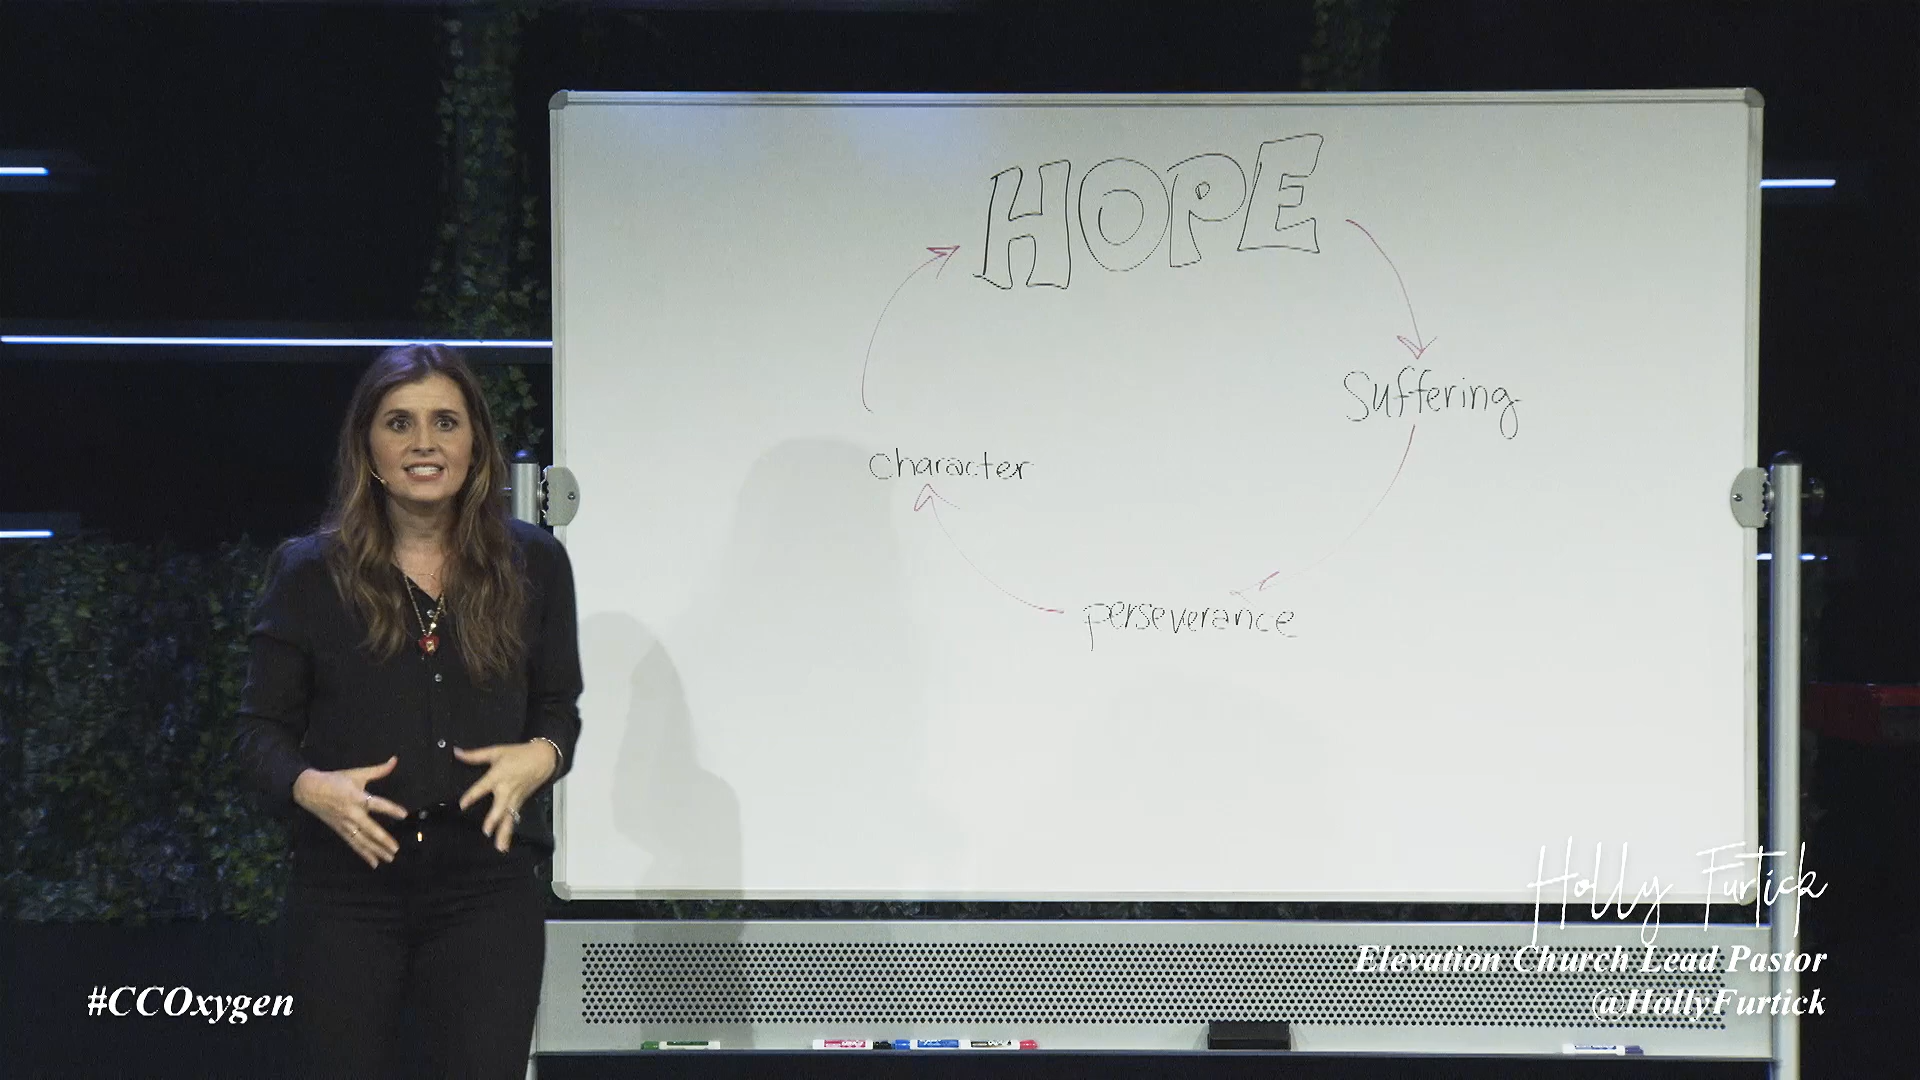 HOPE
Suffering
character
perseverance
Holly Furtick
Elevation Church Lead Pastor
@HollyFurtick
#CCOxygen